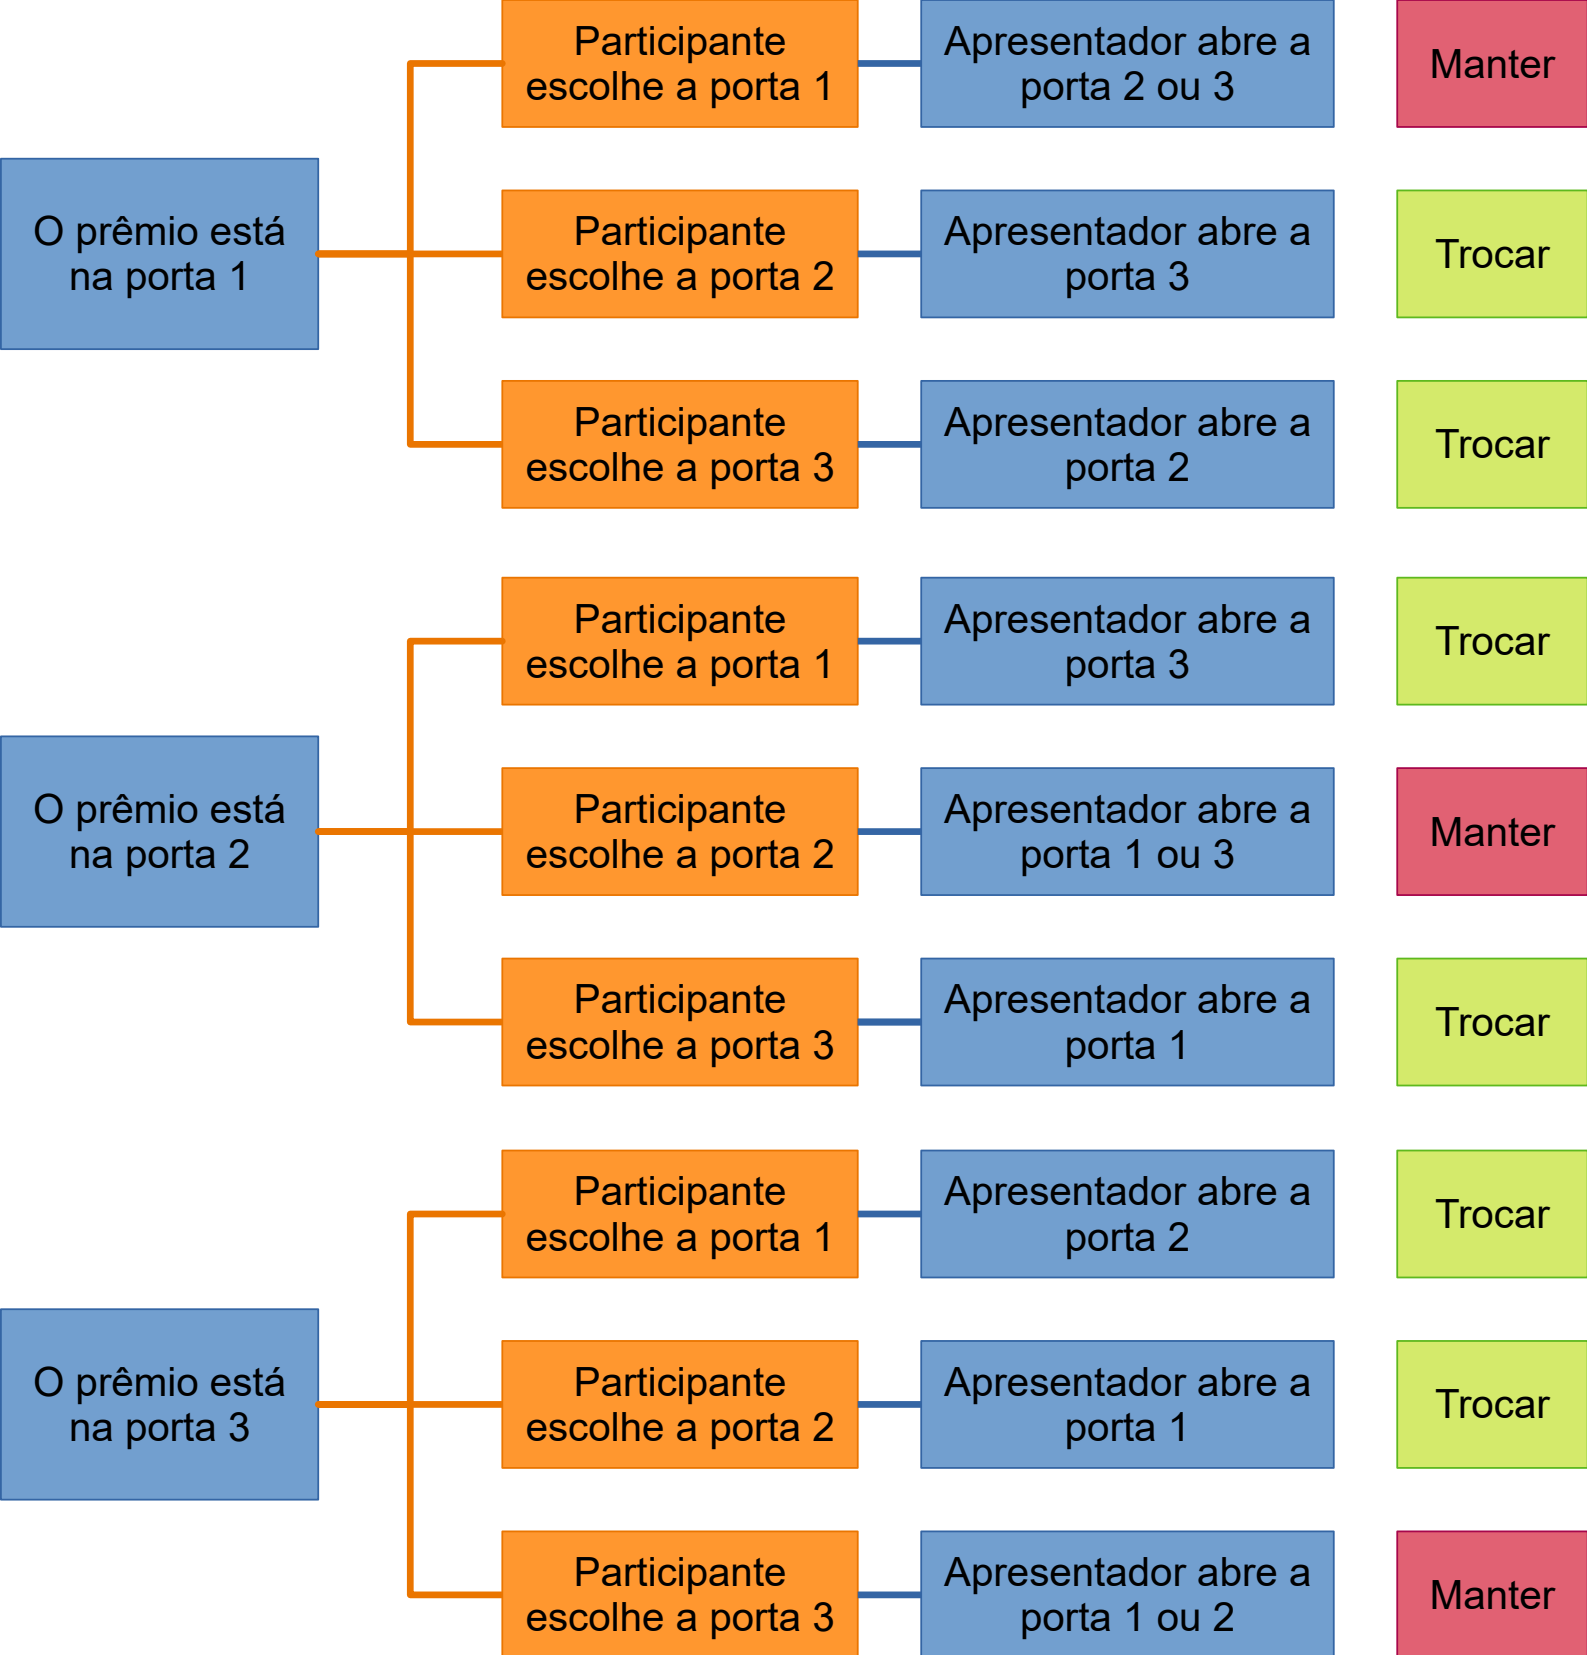 Participante
escolhe a porta 1
Apresentador abre a
porta 2 ou 3
Manter
O prêmio está
na porta 1
Participante
escolhe a porta 2
Apresentador abre a
porta 3
Trocar
Participante
escolhe a porta 3
Apresentador abre a
porta 2
Trocar
Participante
escolhe a porta 1
Apresentador abre a
porta 3
Trocar
O prêmio está
na porta 2
Participante
escolhe a porta 2
Apresentador abre a
porta 1 ou 3
Manter
Participante
escolhe a porta 3
Apresentador abre a
porta 1
Trocar
Participante
escolhe a porta 1
Apresentador abre a
porta 2
Trocar
O prêmio está
na porta 3
Participante
escolhe a porta 2
Apresentador abre a
porta 1
Trocar
Participante
escolhe a porta 3
Apresentador abre a
porta 1 ou 2
Manter